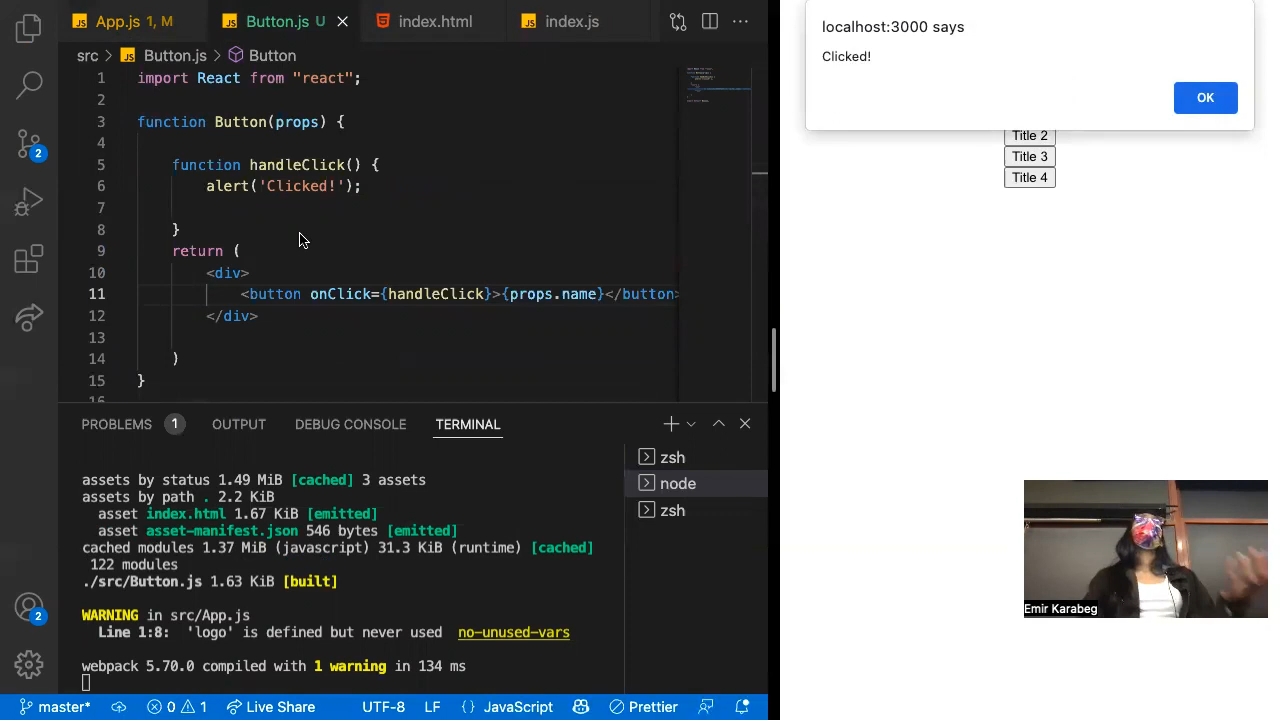 App.js 1, M
Button.js U
index.html
index.js
src > Button.js > Button
1 import React from "react";
2
3 function Button(props) {
4
5 function handleClick() {
6 alert('Clicked!');
7
8 }
9 return (
10 <div>
11 <button onClick={handleClick}>{props.name}</button>
12 </div>
13
14 )
15 }
16
2
PROBLEMS 1 OUTPUT DEBUG CONSOLE TERMINAL
assets by status 1.49 MiB [cached] 3 assets
assets by path . 2.2 KiB
asset index.html 1.67 KiB [emitted]
asset asset-manifest.json 546 bytes [emitted]
cached modules 1.37 MiB (javascript) 31.3 KiB (runtime) [cached]
122 modules
./src/Button.js 1.63 KiB [built]
WARNING in src/App.js
Line 1:8: 'logo' is defined but never used no-unused-vars
webpack 5.70.0 compiled with 1 warning in 134 ms
zsh
node
zsh
2
master* 0 1 Live Share UTF-8 LF {} JavaScript Prettier
localhost:3000 says
Clicked!
OK
Title 2
Title 3
Title 4
Emir Karabeg